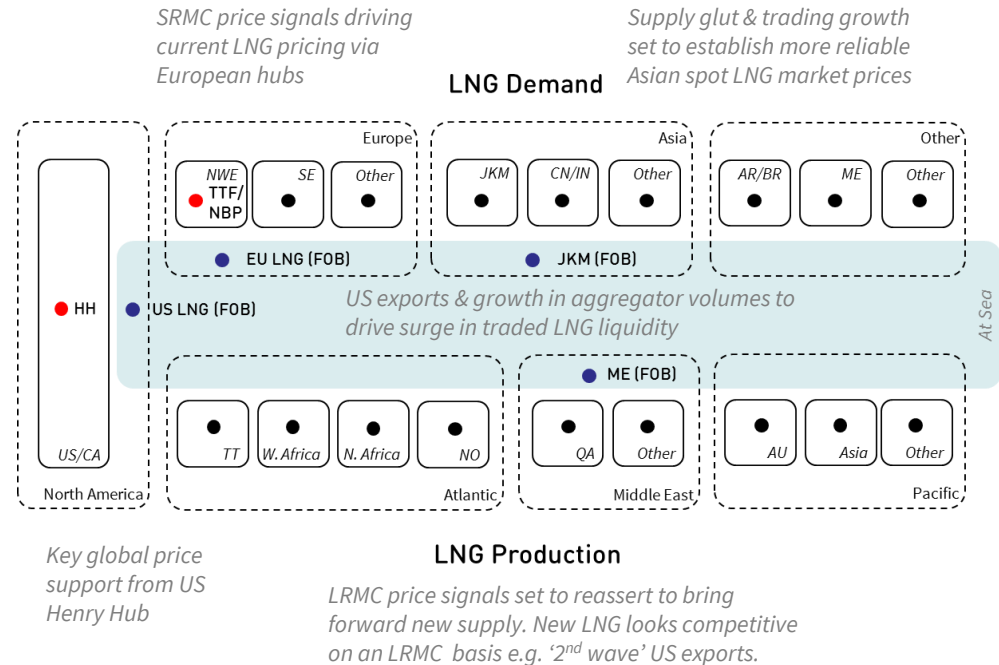 SRMC price signals driving
current LNG pricing via
European hubs
Supply glut & trading growth
set to establish more reliable
Asian spot LNG market prices
LNG Demand
Europe
NWE
TTF/
NBP
SE
Other
Asia
JKM
CN/IN
Other
Other
AR/BR
ME
Other
EU LNG (FOB)
JKM (FOB)
HH
US LNG (FOB)
US exports & growth in aggregator volumes to
drive surge in traded LNG liquidity
At Sea
ME (FOB)
US/CA
North America
TT
W. Africa
N. Africa
NO
Atlantic
QA
Other
Middle East
AU
Asia
Other
Pacific
Key global price
support from US
Henry Hub
LNG Production
LRMC price signals set to reassert to bring
forward new supply. New LNG looks competitive
on an LRMC basis e.g. ‘2nd wave’ US exports.